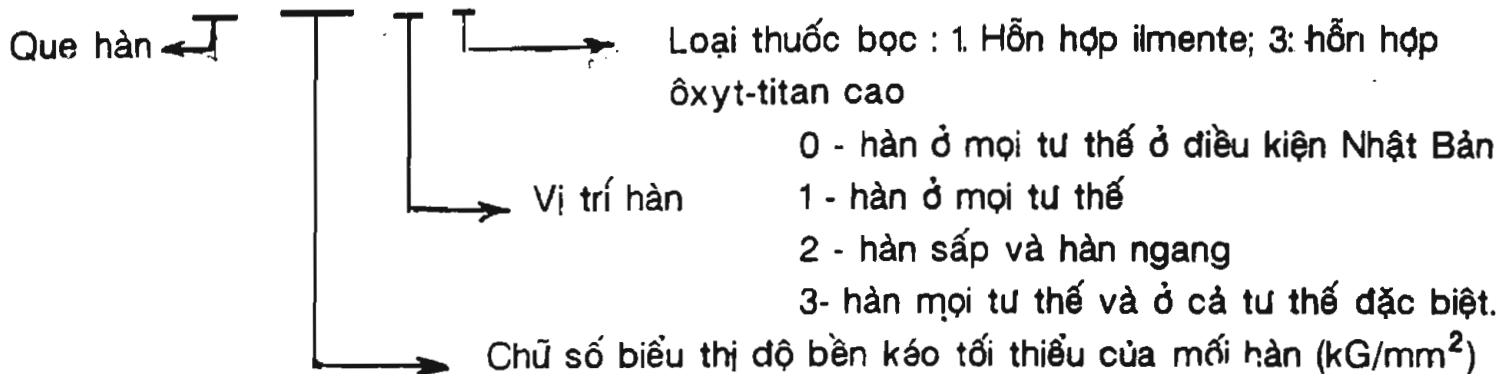 Que hàn Loại thuốc bọc : 1. Hỗn hợp ilmente; 3: hỗn hợp
ôxyt-titan cao
0 - hàn ở mọi tư thế ở điều kiện Nhật Bản
Vị trí hàn 1 - hàn ở mọi tư thế
2 - hàn sấp và hàn ngang
3- hàn mọi tư thế và ở cả tư thế đặc biệt.
Chữ số biểu thị độ bền kéo tối thiểu của mối hàn (kG/mm²)